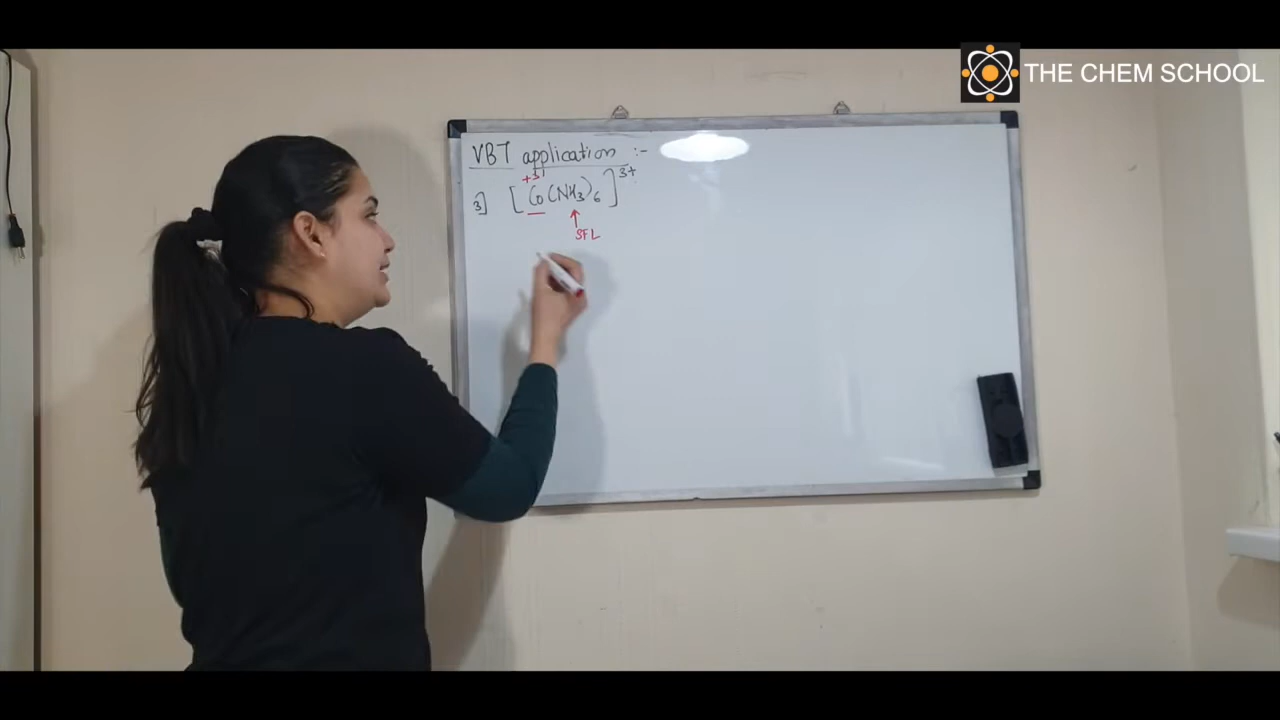 THE CHEM SCHOOL
VBT application :-
+3
3] [Co(NH3)6]3+
SFL